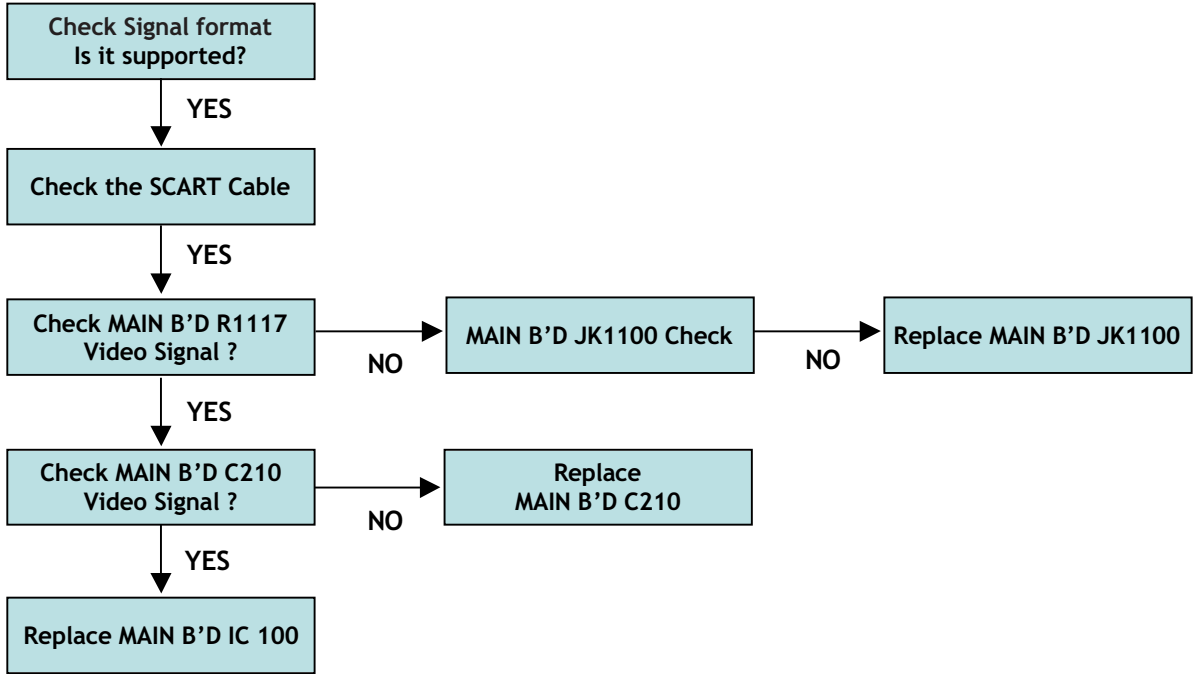 Check Signal format
Is it supported?
YES
Check the SCART Cable
YES
Check MAIN B’D R1117
Video Signal ?
NO
MAIN B’D JK1100 Check
NO
Replace MAIN B’D JK1100
YES
Check MAIN B’D C210
Video Signal ?
NO
Replace
MAIN B’D C210
YES
Replace MAIN B’D IC 100